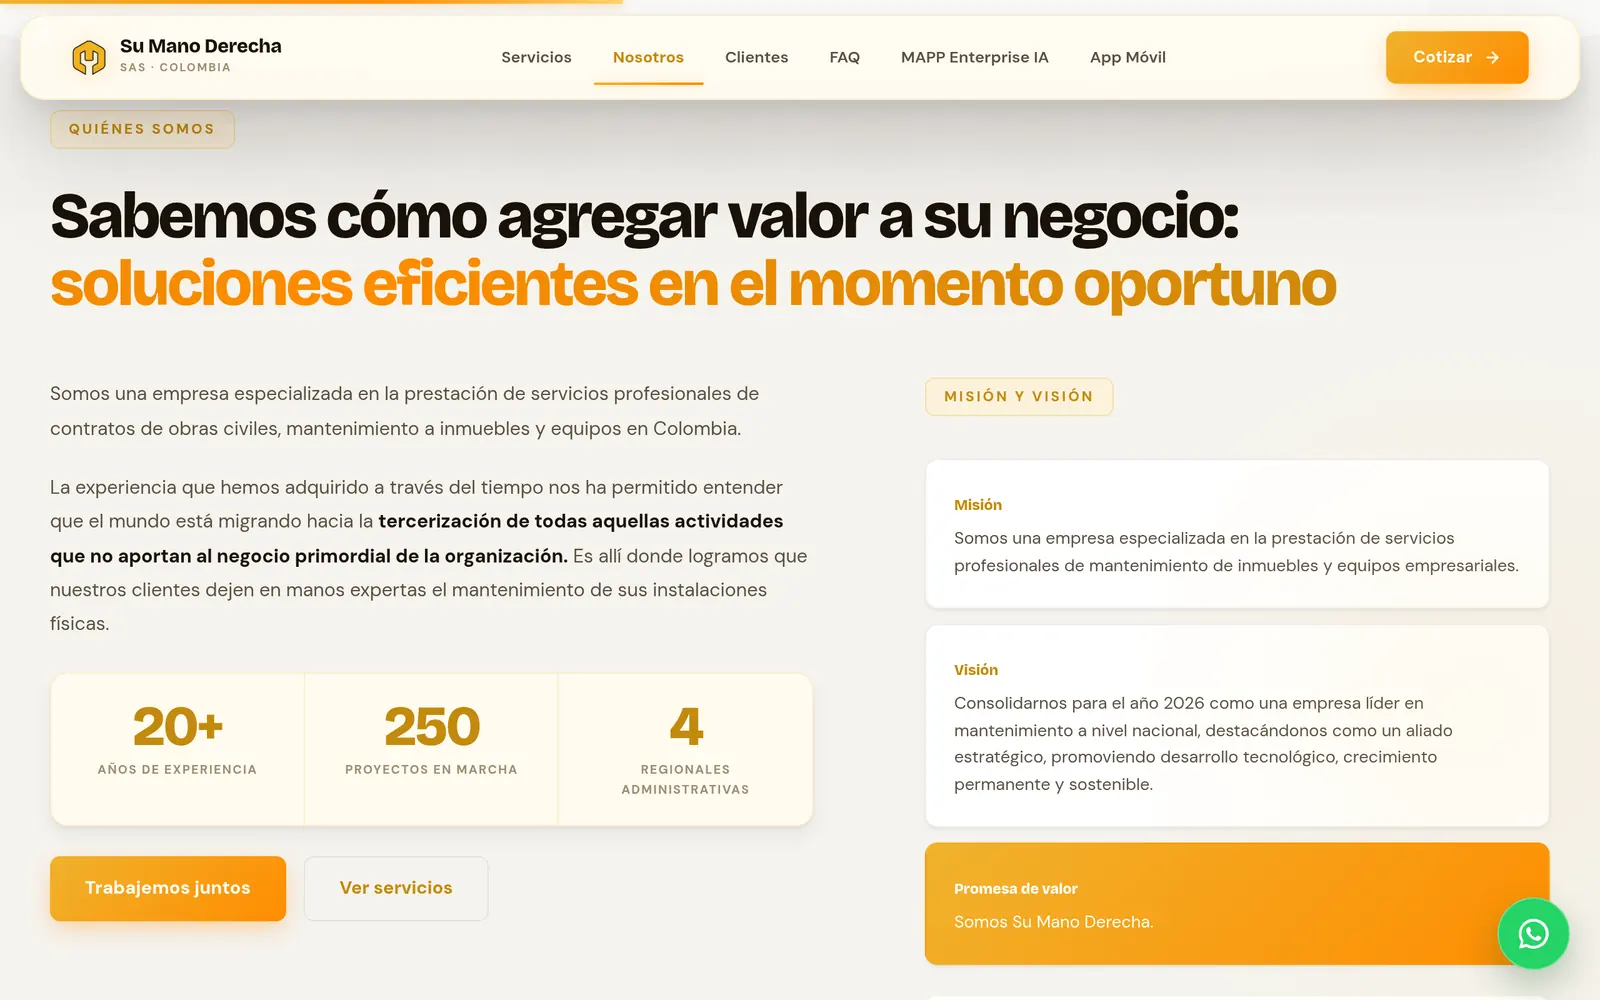 Su Mano Derecha
SAS · COLOMBIA
Servicios
Nosotros
Clientes
FAQ
MAPP Enterprise IA
App Móvil
Cotizar →
QUIÉNES SOMOS
Sabemos cómo agregar valor a su negocio:
soluciones eficientes en el momento oportuno
Somos una empresa especializada en la prestación de servicios profesionales de
contratos de obras civiles, mantenimiento a inmuebles y equipos en Colombia.
La experiencia que hemos adquirido a través del tiempo nos ha permitido entender
que el mundo está migrando hacia la tercerización de todas aquellas actividades
que no aportan al negocio primordial de la organización. Es allí donde logramos que
nuestros clientes dejen en manos expertas el mantenimiento de sus instalaciones
físicas.
20+
AÑOS DE EXPERIENCIA
250
PROYECTOS EN MARCHA
4
REGIONALES
ADMINISTRATIVAS
Trabajemos juntos
Ver servicios
MISIÓN Y VISIÓN
Misión
Somos una empresa especializada en la prestación de servicios
profesionales de mantenimiento de inmuebles y equipos empresariales.
Visión
Consolidarnos para el año 2026 como una empresa líder en
mantenimiento a nivel nacional, destacándonos como un aliado
estratégico, promoviendo desarrollo tecnológico, crecimiento
permanente y sostenible.
Promesa de valor
Somos Su Mano Derecha.